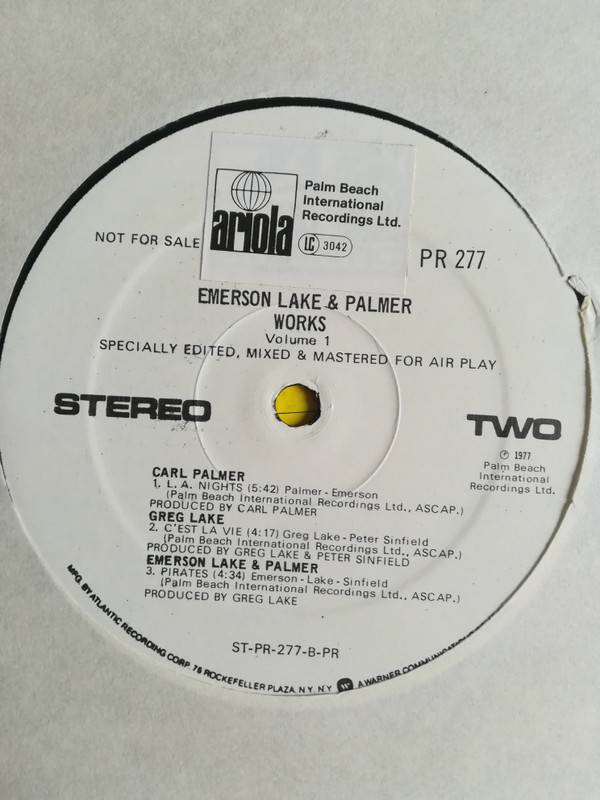 ariola
Palm Beach
International
Recordings Ltd.
LC 3042
NOT FOR SALE
PR 277
EMERSON LAKE & PALMER
WORKS
Volume 1
SPECIALLY EDITED, MIXED & MASTERED FOR AIR PLAY
STEREO
TWO
℗ 1977
Palm Beach
International
Recordings Ltd.
CARL PALMER
1. L.A. NIGHTS (5:42) Palmer-Emerson
(Palm Beach International Recordings Ltd., ASCAP.)
PRODUCED BY CARL PALMER
GREG LAKE
2. C'EST LA VIE (4:17) Greg Lake-Peter Sinfield
(Palm Beach International Recordings Ltd., ASCAP.)
PRODUCED BY GREG LAKE & PETER SINFIELD
EMERSON LAKE & PALMER
3. PIRATES (4:34) Emerson-Lake-Sinfield
(Palm Beach International Recordings Ltd., ASCAP.)
PRODUCED BY GREG LAKE
ST-PR-277-B-PR
MFG. BY ATLANTIC RECORDING CORP. 75 ROCKEFELLER PLAZA. N.Y. N.Y. A WARNER COMMUNICATIONS